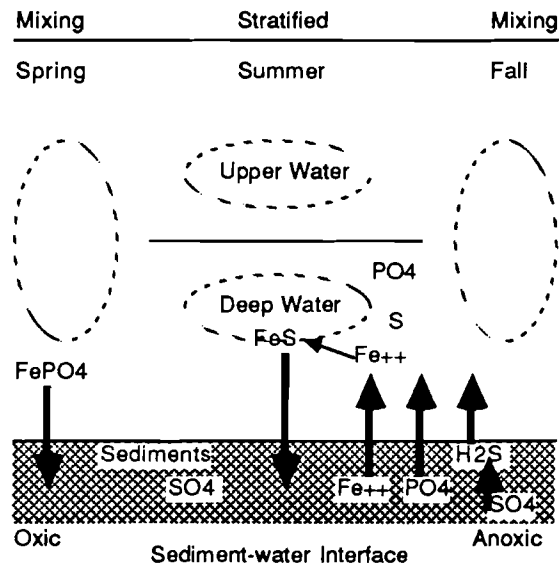 Mixing Stratified Mixing
Spring Summer Fall
Upper Water
PO4
Deep Water
S
FeS
Fe++
FePO4
Sediments H2S
SO4 Fe++ PO4
SO4
Oxic Anoxic
Sediment-water Interface